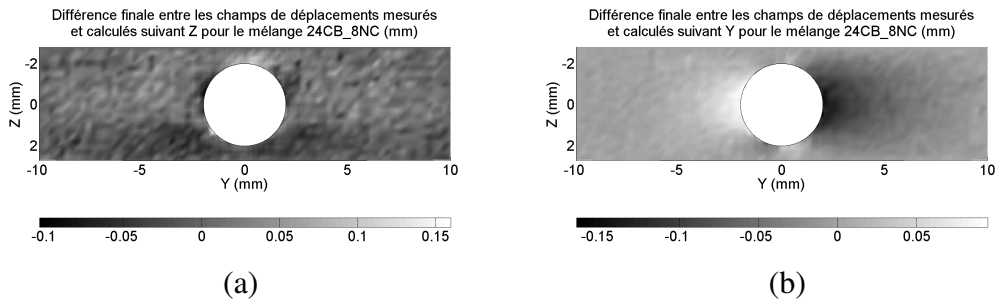 Différence finale entre les champs de déplacements mesurés
et calculés suivant Z pour le mélange 24CB_8NC (mm)
-2
0
2
Z (mm)
-10 -5 0 5 10
Y (mm)
-0.1 -0.05 0 0.05 0.1 0.15
(a)
Différence finale entre les champs de déplacements mesurés
et calculés suivant Y pour le mélange 24CB_8NC (mm)
-2
0
2
Z (mm)
-10 -5 0 5 10
Y (mm)
-0.15 -0.1 -0.05 0 0.05
(b)